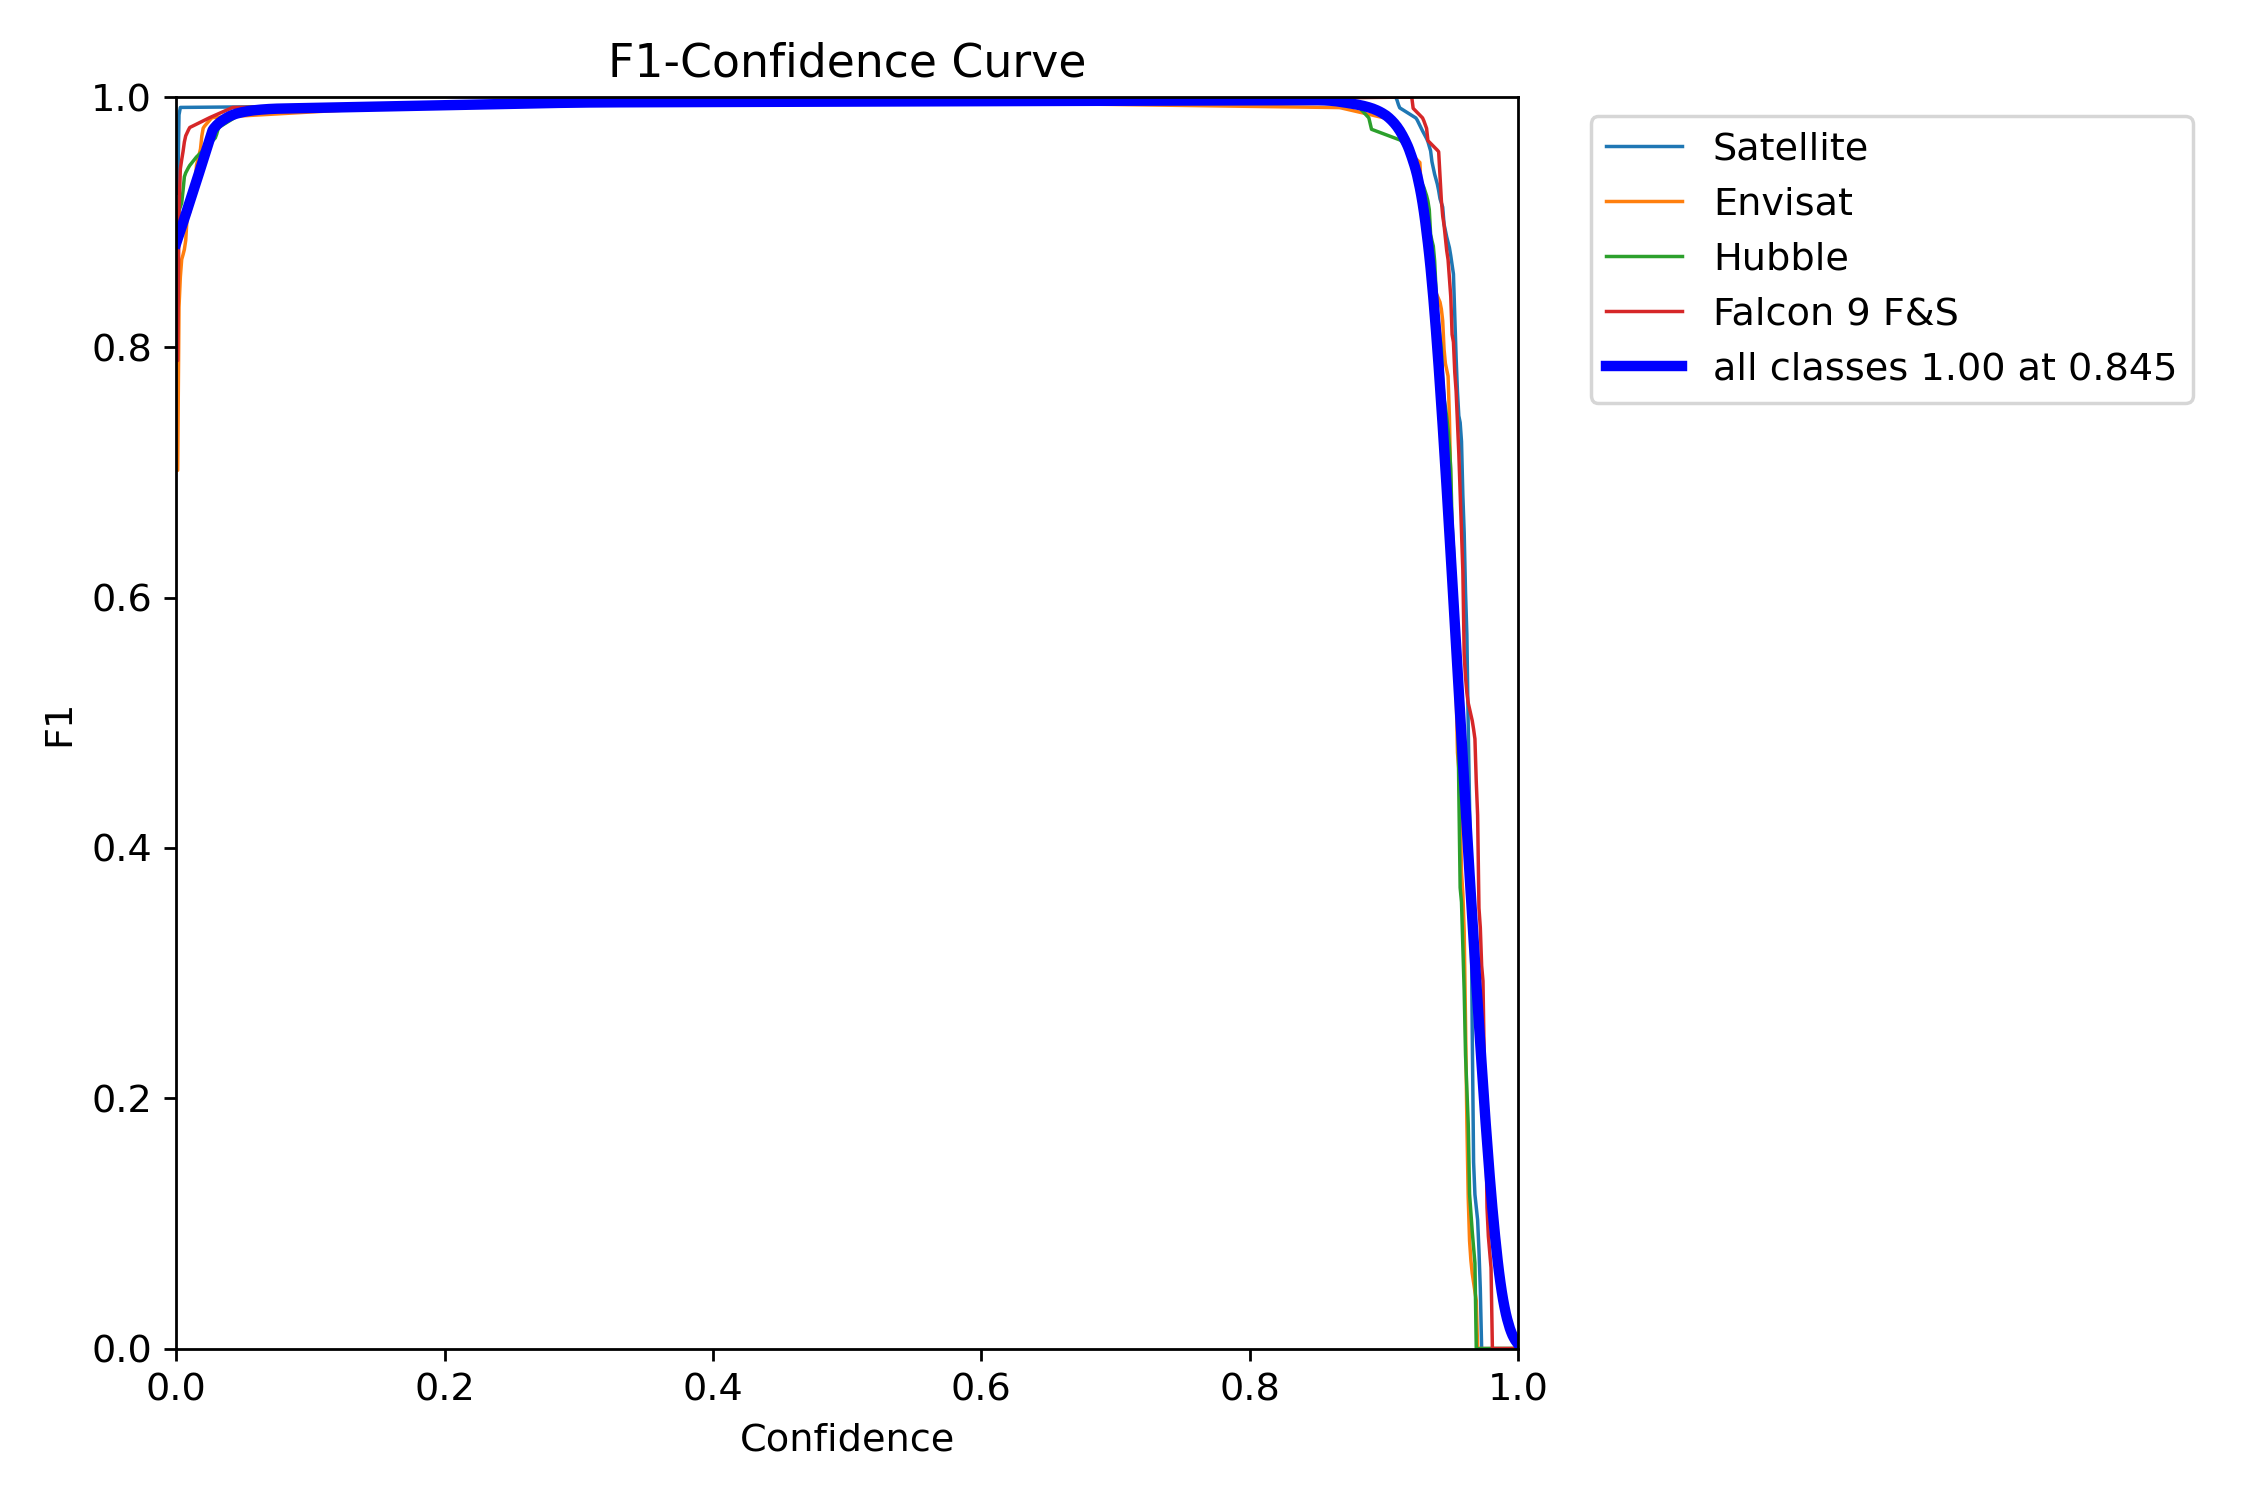 F1-Confidence Curve
1.0
0.8
0.6
0.4
0.2
0.0
F1
0.0 0.2 0.4 0.6 0.8 1.0
Confidence
Satellite
Envisat
Hubble
Falcon 9 F&S
all classes 1.00 at 0.845